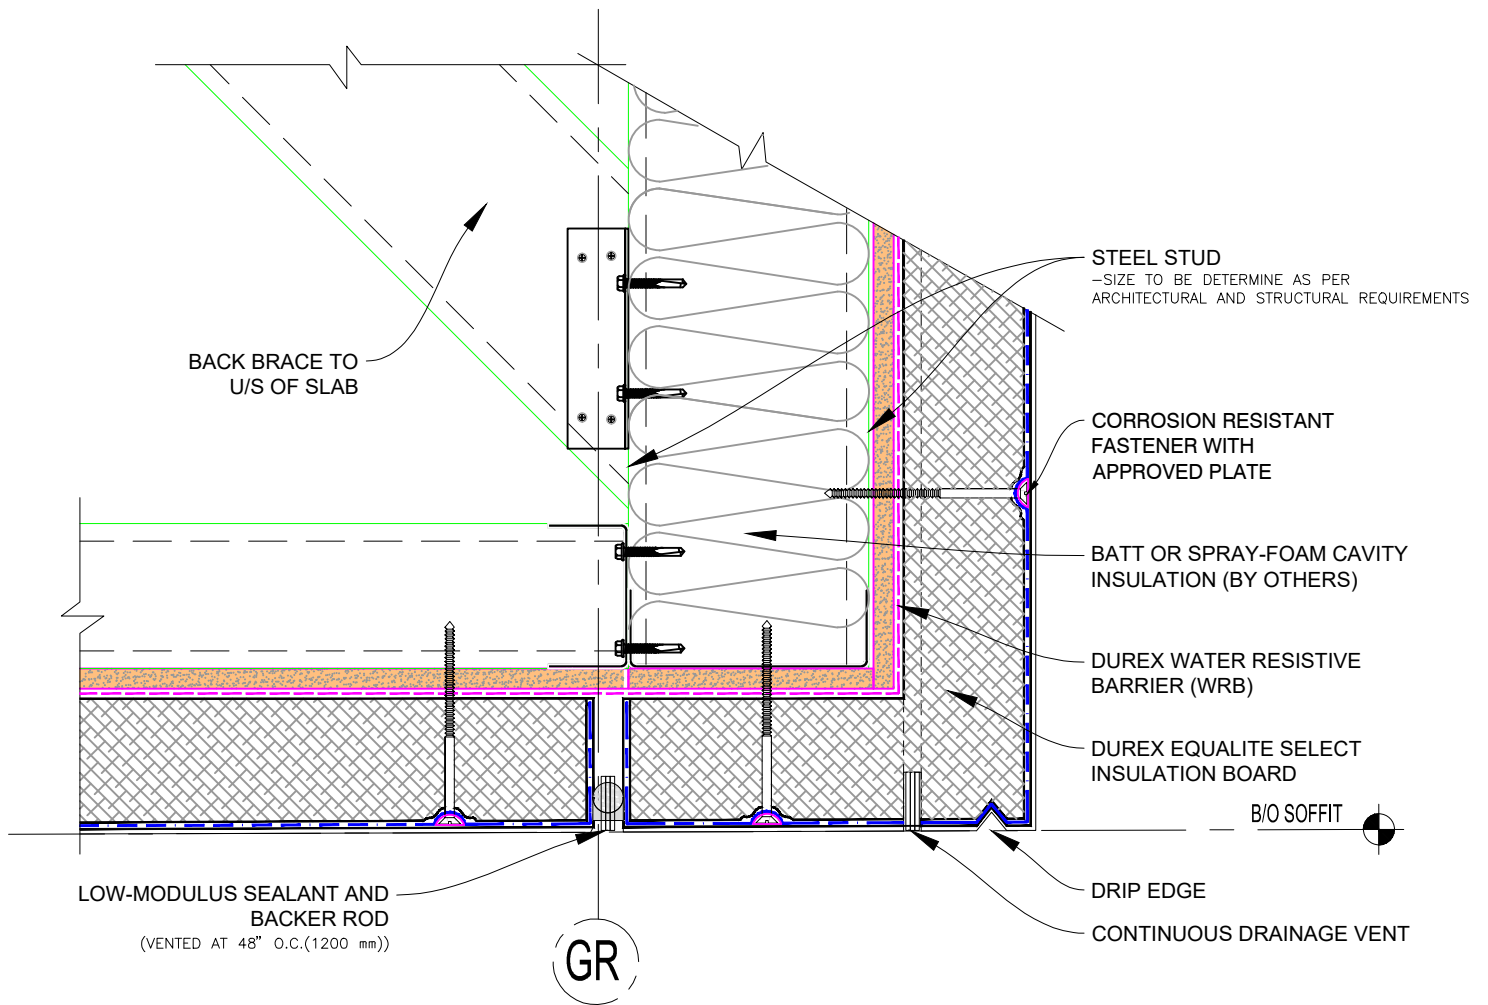 STEEL STUD
-SIZE TO BE DETERMINE AS PER
ARCHITECTURAL AND STRUCTURAL REQUIREMENTS
BACK BRACE TO
U/S OF SLAB
CORROSION RESISTANT
FASTENER WITH
APPROVED PLATE
BATT OR SPRAY-FOAM CAVITY
INSULATION (BY OTHERS)
DUREX WATER RESISTIVE
BARRIER (WRB)
DUREX EQUALITE SELECT
INSULATION BOARD
B/O SOFFIT
LOW-MODULUS SEALANT AND
BACKER ROD
(VENTED AT 48" O.C.(1200 mm))
DRIP EDGE
CONTINUOUS DRAINAGE VENT
GR